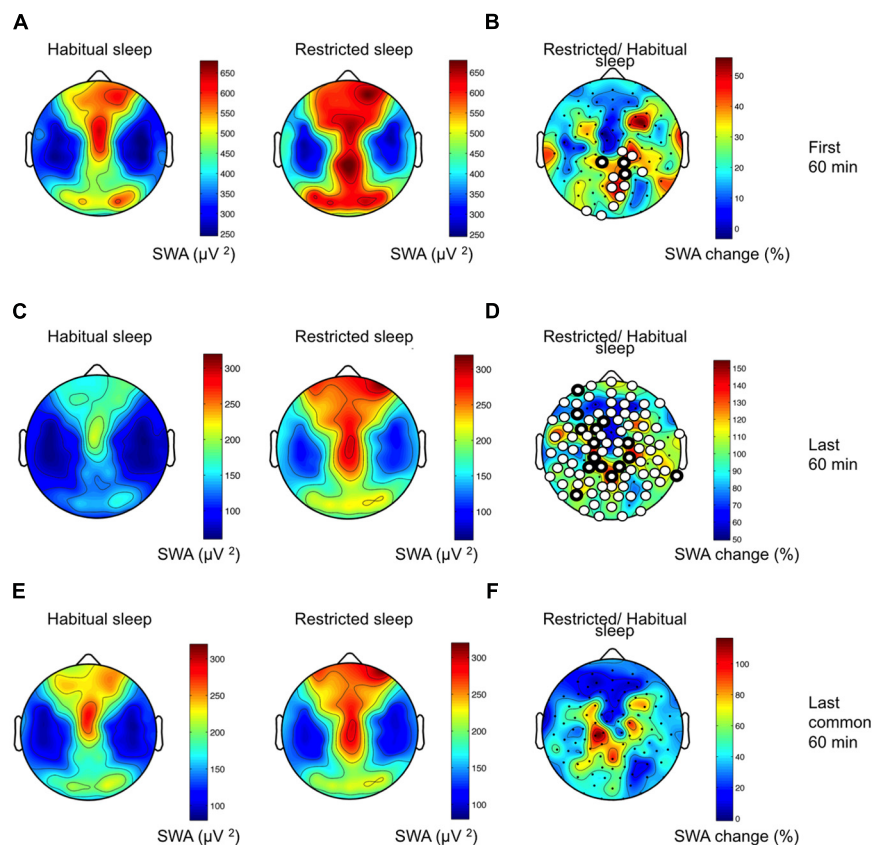 A
Habitual sleep
650
600
550
500
450
400
350
300
250
SWA (µV ²)
Restricted sleep
650
600
550
500
450
400
350
300
250
SWA (µV ²)
B
Restricted/ Habitual
sleep
50
40
30
20
10
0
SWA change (%)
First
60 min
C
Habitual sleep
300
250
200
150
100
SWA (µV ²)
Restricted sleep
300
250
200
150
100
SWA (µV ²)
D
Restricted/ Habitual
sleep
150
140
130
120
110
100
90
80
70
60
50
SWA change (%)
Last
60 min
E
Habitual sleep
300
250
200
150
100
SWA (µV ²)
Restricted sleep
300
250
200
150
100
SWA (µV ²)
F
Restricted/ Habitual
sleep
100
80
60
40
20
0
SWA change (%)
Last
common
60 min